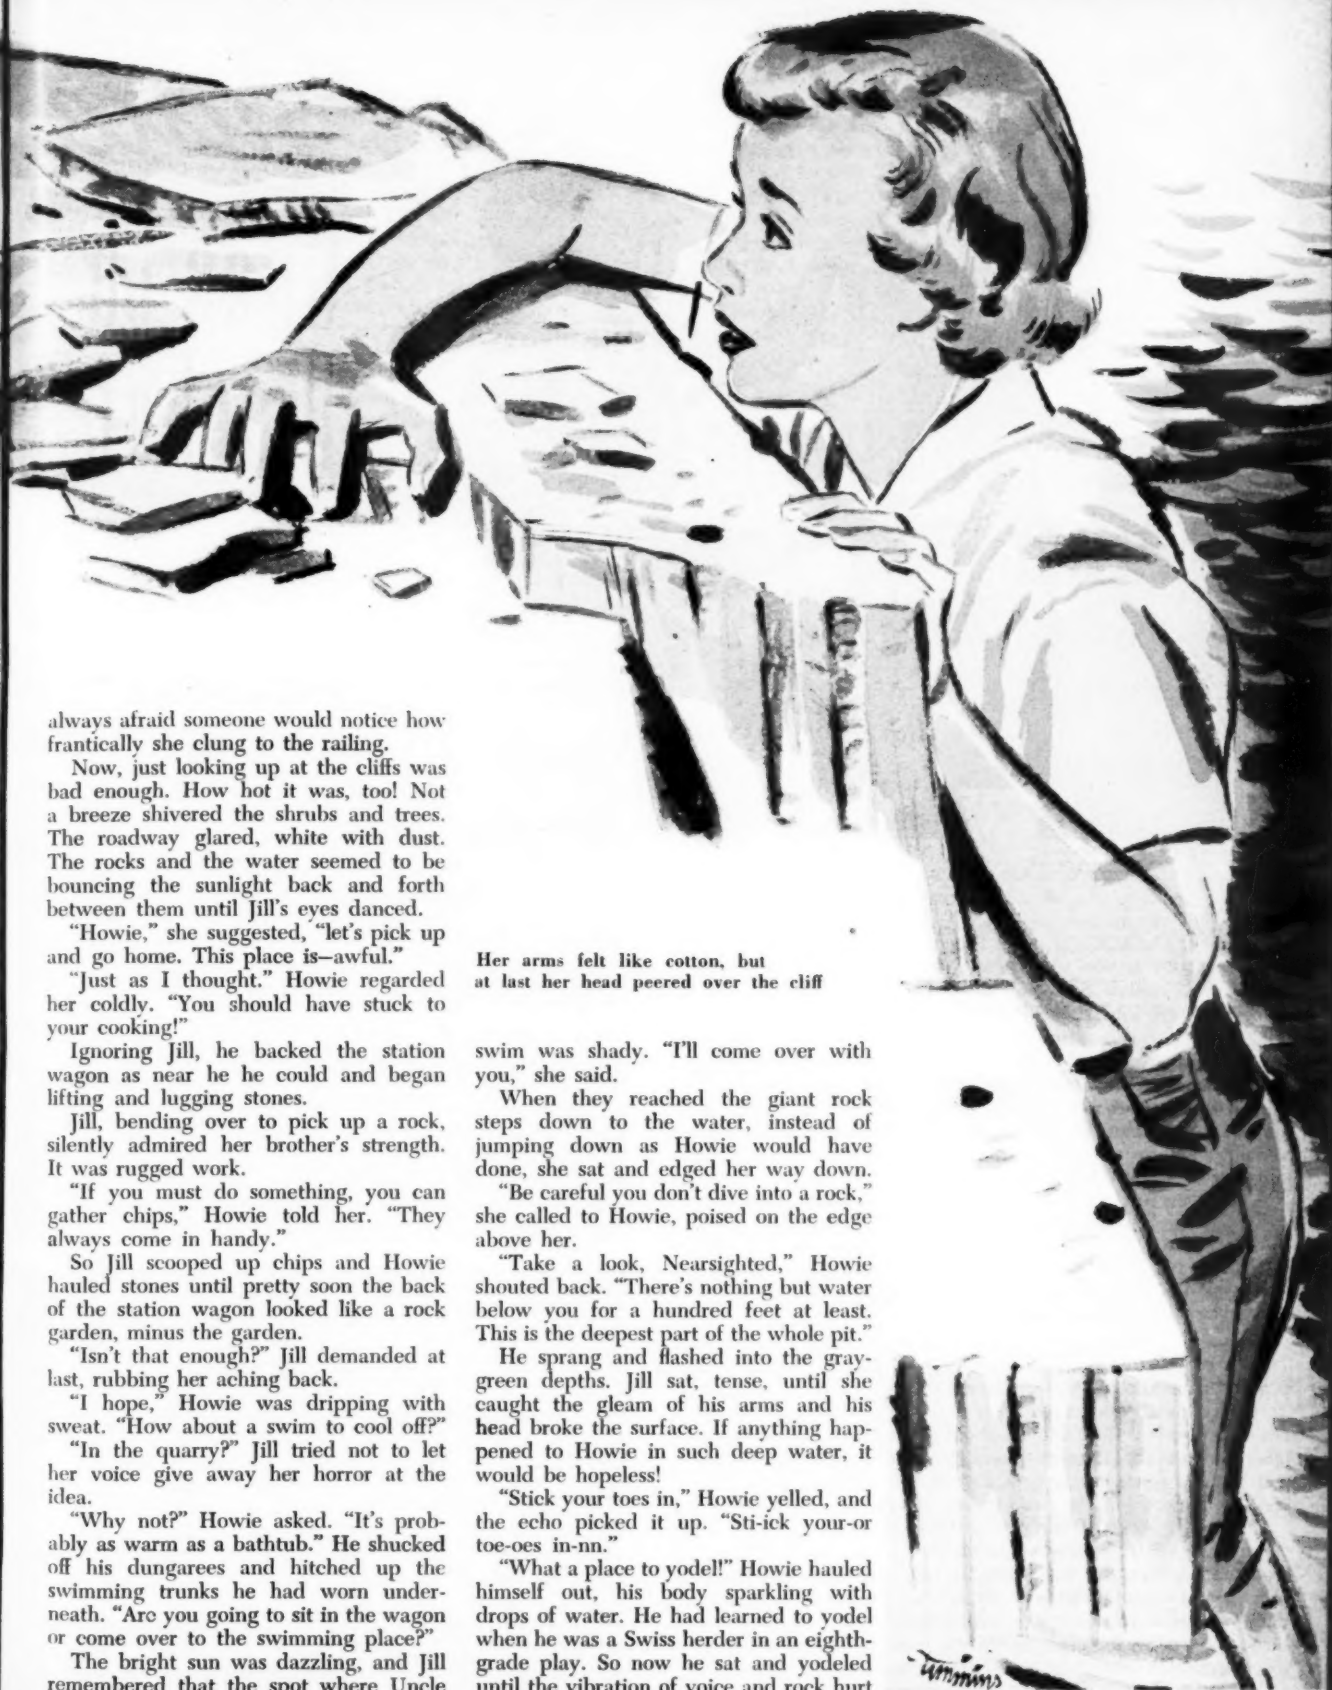 always afraid someone would notice how
frantically she clung to the railing.
Now, just looking up at the cliffs was
bad enough. How hot it was, too! Not
a breeze shivered the shrubs and trees.
The roadway glared, white with dust.
The rocks and the water seemed to be
bouncing the sunlight back and forth
between them until Jill's eyes danced.
“Howie,” she suggested, “let's pick up
and go home. This place is—awful.”
“Just as I thought.” Howie regarded
her coldly. “You should have stuck to
your cooking!”
Ignoring Jill, he backed the station
wagon as near he he could and began
lifting and lugging stones.
Jill, bending over to pick up a rock,
silently admired her brother's strength.
It was rugged work.
“If you must do something, you can
gather chips,” Howie told her. “They
always come in handy.”
So Jill scooped up chips and Howie
hauled stones until pretty soon the back
of the station wagon looked like a rock
garden, minus the garden.
“Isn't that enough?” Jill demanded at
last, rubbing her aching back.
“I hope,” Howie was dripping with
sweat. “How about a swim to cool off?”
“In the quarry?” Jill tried not to let
her voice give away her horror at the
idea.
“Why not?” Howie asked. “It's prob-
ably as warm as a bathtub.” He shucked
off his dungarees and hitched up the
swimming trunks he had worn under-
neath. “Are you going to sit in the wagon
or come over to the swimming place?”
The bright sun was dazzling, and Jill
remembered that the spot where Uncle
Her arms felt like cotton, but
at last her head peered over the cliff
swim was shady. “I'll come over with
you,” she said.
When they reached the giant rock
steps down to the water, instead of
jumping down as Howie would have
done, she sat and edged her way down.
“Be careful you don't dive into a rock,”
she called to Howie, poised on the edge
above her.
“Take a look, Nearsighted,” Howie
shouted back. “There's nothing but water
below you for a hundred feet at least.
This is the deepest part of the whole pit.”
He sprang and flashed into the gray-
green depths. Jill sat, tense, until she
caught the gleam of his arms and his
head broke the surface. If anything hap-
pened to Howie in such deep water, it
would be hopeless!
“Stick your toes in,” Howie yelled, and
the echo picked it up. “Sti-ick your-or
toe-oes in-nn.”
“What a place to yodel!” Howie hauled
himself out, his body sparkling with
drops of water. He had learned to yodel
when he was a Swiss herder in an eighth-
grade play. So now he sat and yodeled
until the vibration of voice and rock hurt
Timmins